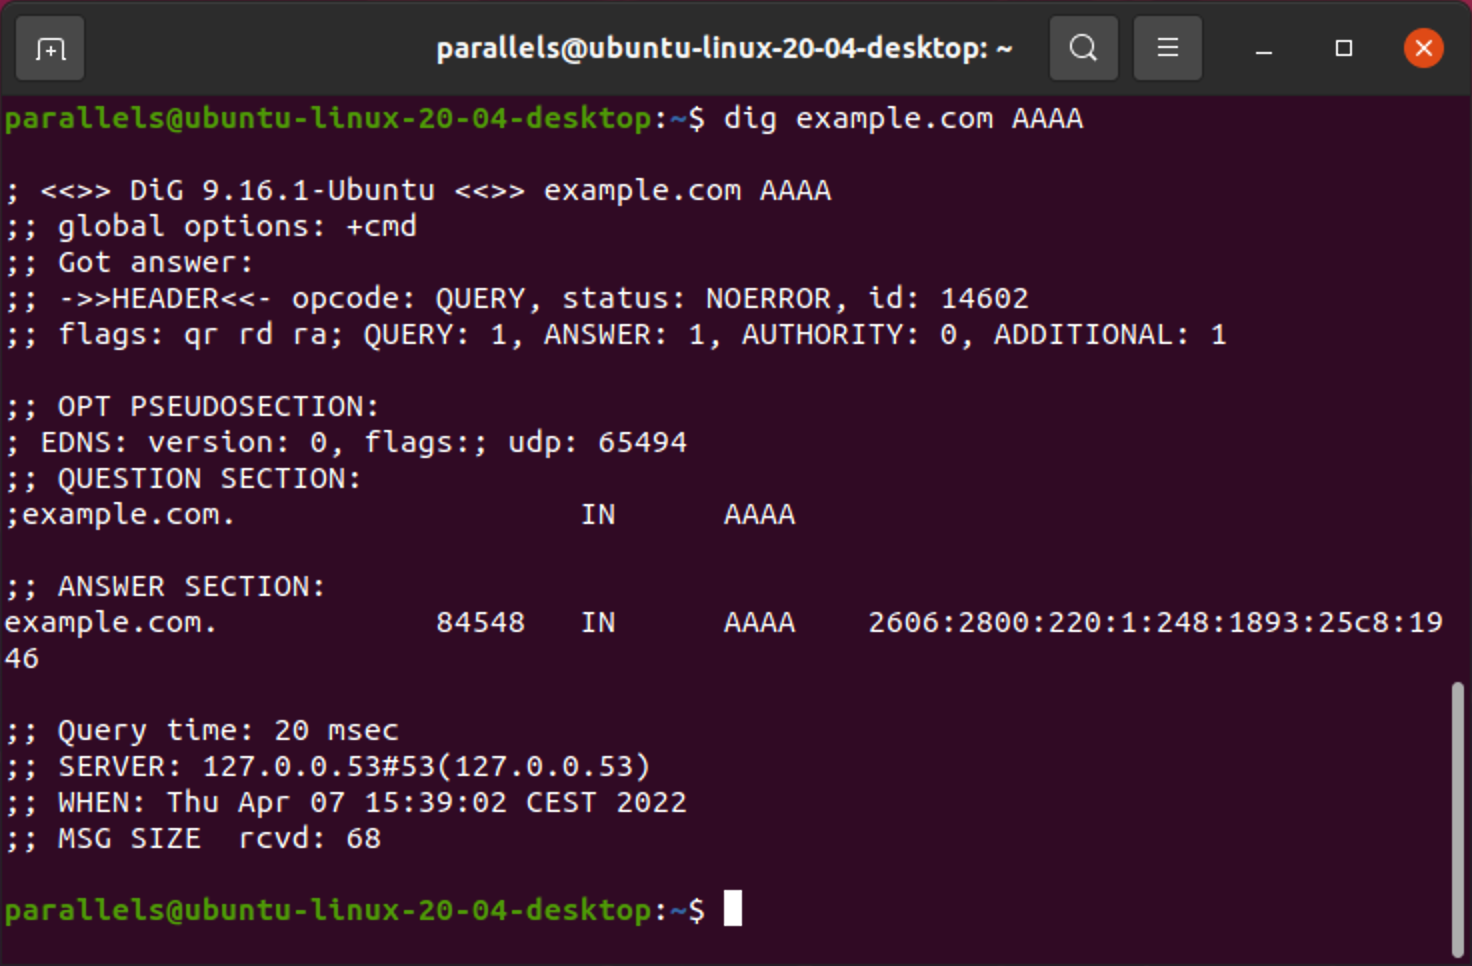 parallels@ubuntu-linux-20-04-desktop: ~
parallels@ubuntu-linux-20-04-desktop:~$ dig example.com AAAA
; <<>> DiG 9.16.1-Ubuntu <<>> example.com AAAA
;; global options: +cmd
;; Got answer:
;; ->>HEADER<<- opcode: QUERY, status: NOERROR, id: 14602
;; flags: qr rd ra; QUERY: 1, ANSWER: 1, AUTHORITY: 0, ADDITIONAL: 1
;; OPT PSEUDOSECTION:
; EDNS: version: 0, flags:; udp: 65494
;; QUESTION SECTION:
;example.com. IN AAAA
;; ANSWER SECTION:
example.com. 84548 IN AAAA 2606:2800:220:1:248:1893:25c8:19
46
;; Query time: 20 msec
;; SERVER: 127.0.0.53#53(127.0.0.53)
;; WHEN: Thu Apr 07 15:39:02 CEST 2022
;; MSG SIZE  rcvd: 68
parallels@ubuntu-linux-20-04-desktop:~$